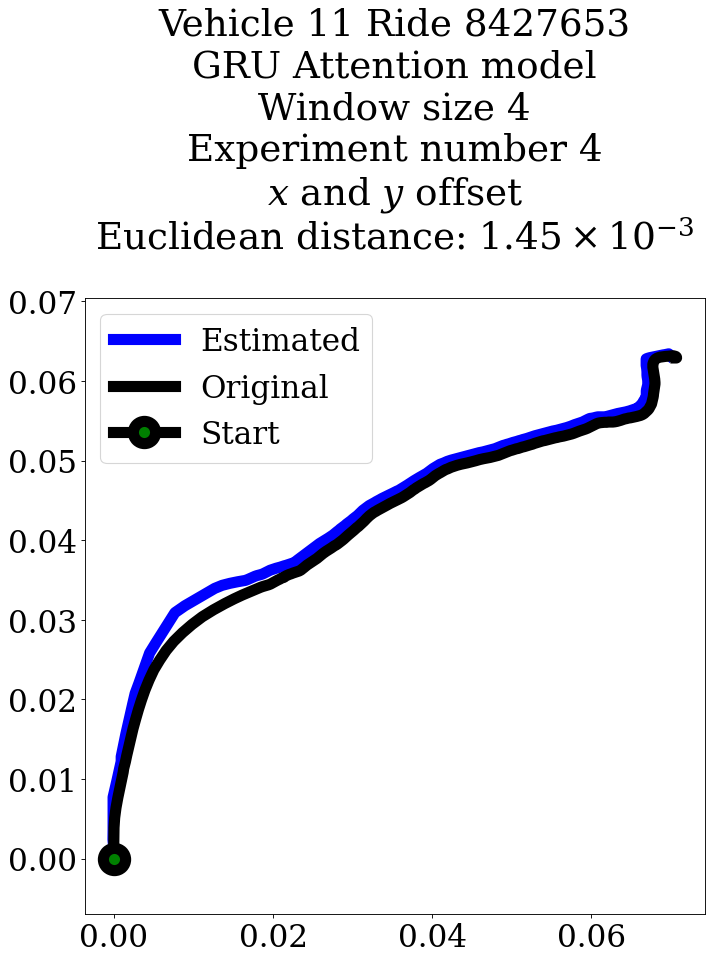 Vehicle 11 Ride 8427653
GRU Attention model
Window size 4
Experiment number 4
x and y offset
Euclidean distance: 1.45 × 10⁻³
0.07
0.06
0.05
0.04
0.03
0.02
0.01
0.00
Estimated
Original
Start
0.00 0.02 0.04 0.06